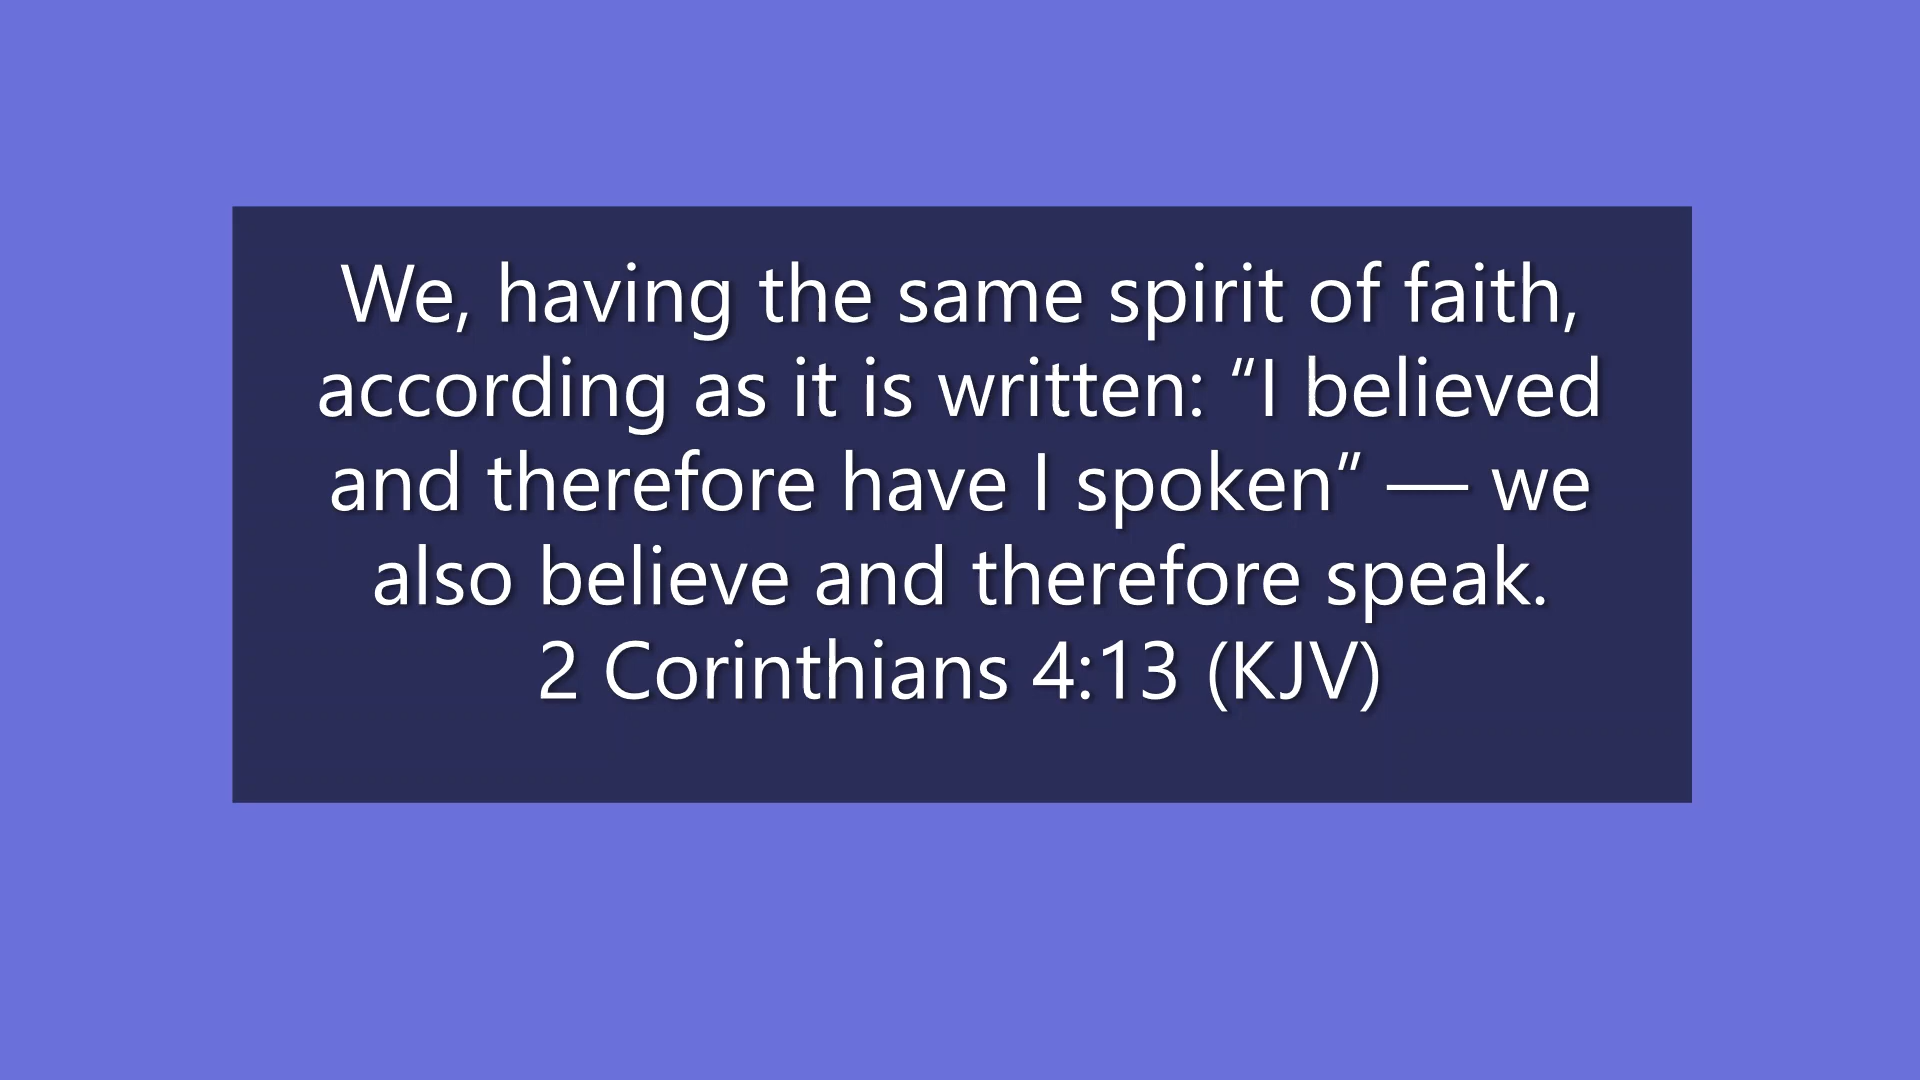 We, having the same spirit of faith,
according as it is written: “I believed
and therefore have I spoken” — we
also believe and therefore speak.
2 Corinthians 4:13 (KJV)